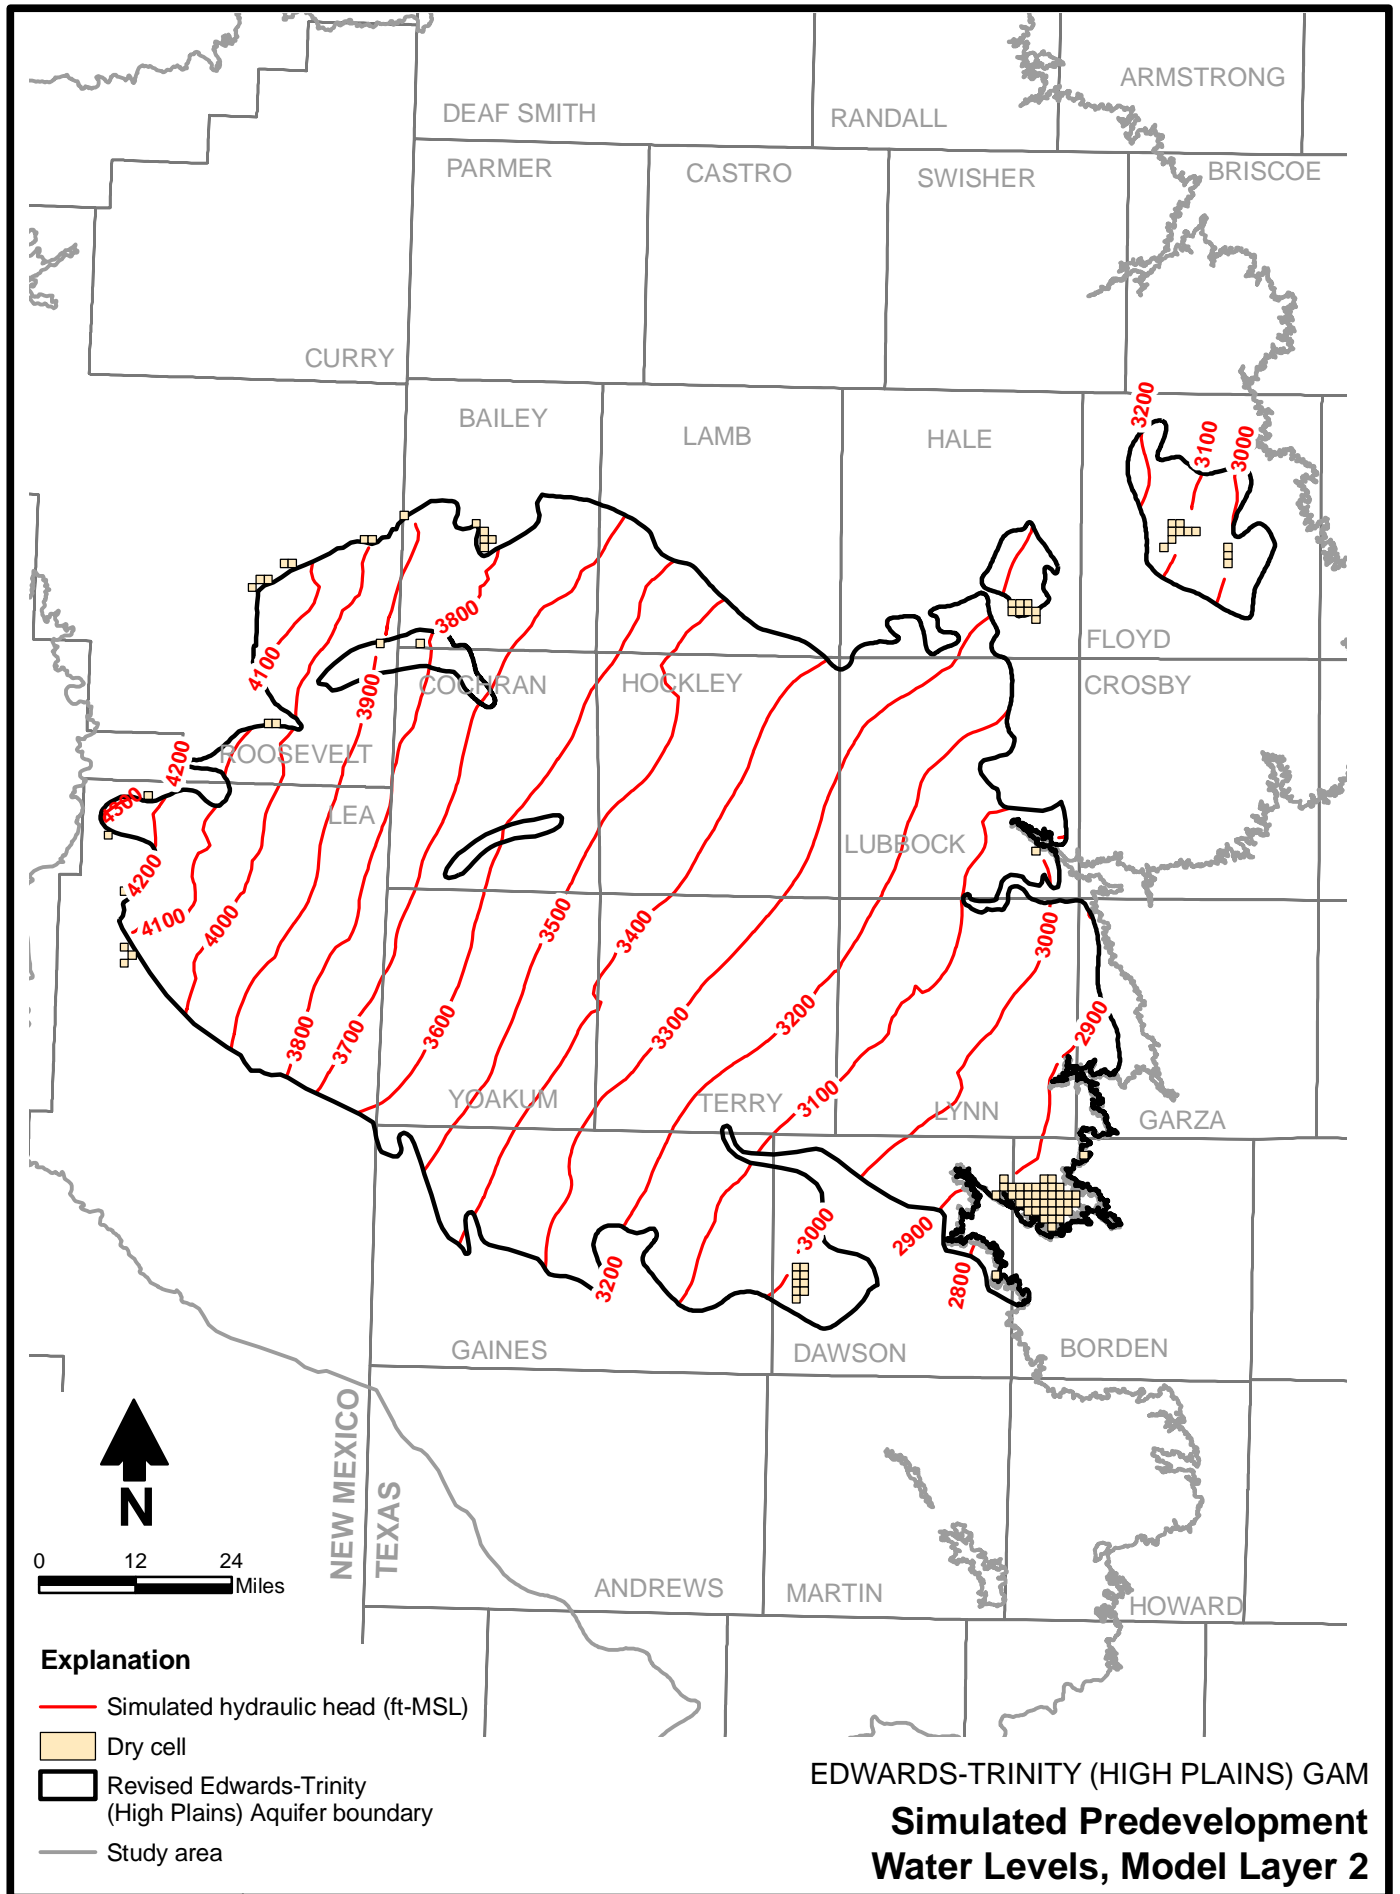 ARMSTRONG
DEAF SMITH
RANDALL
PARMER
CASTRO
SWISHER
BRISCOE
CURRY
BAILEY
LAMB
HALE
3200
3100
3000
FLOYD
3800
4100
3900
COCHRAN
HOCKLEY
CROSBY
ROOSEVELT
4200
4300
LEA
LUBBOCK
4200
4100
4000
3500
3400
3000
3800
3700
3600
3300
3200
2900
YOAKUM
TERRY
3100
LYNN
GARZA
3000
2900
3200
2800
GAINES
DAWSON
BORDEN
NEW MEXICO
TEXAS
N
0 12 24
Miles
ANDREWS
MARTIN
HOWARD
Explanation
Simulated hydraulic head (ft-MSL)
Dry cell
Revised Edwards-Trinity
(High Plains) Aquifer boundary
Study area
EDWARDS-TRINITY (HIGH PLAINS) GAM
Simulated Predevelopment
Water Levels, Model Layer 2